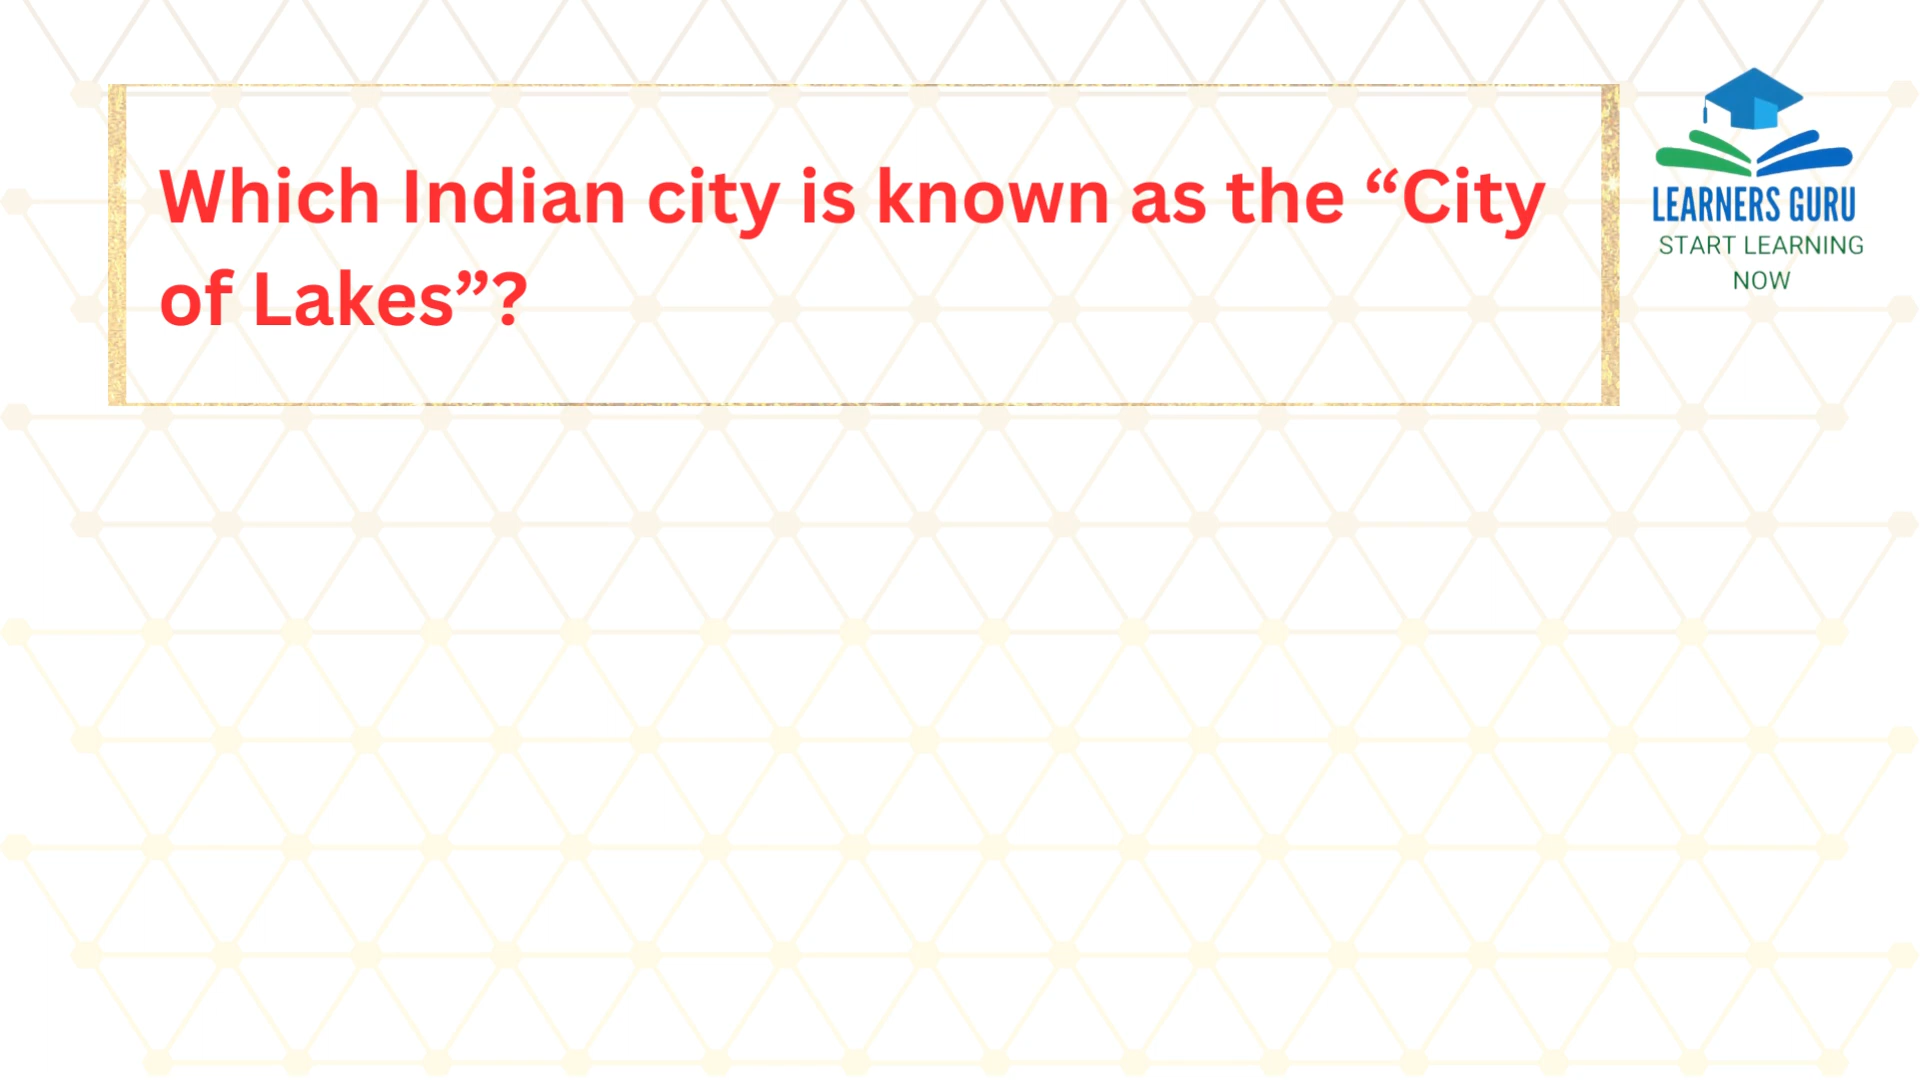 Which Indian city is known as the “City
of Lakes”?
LEARNERS GURU
START LEARNING
NOW